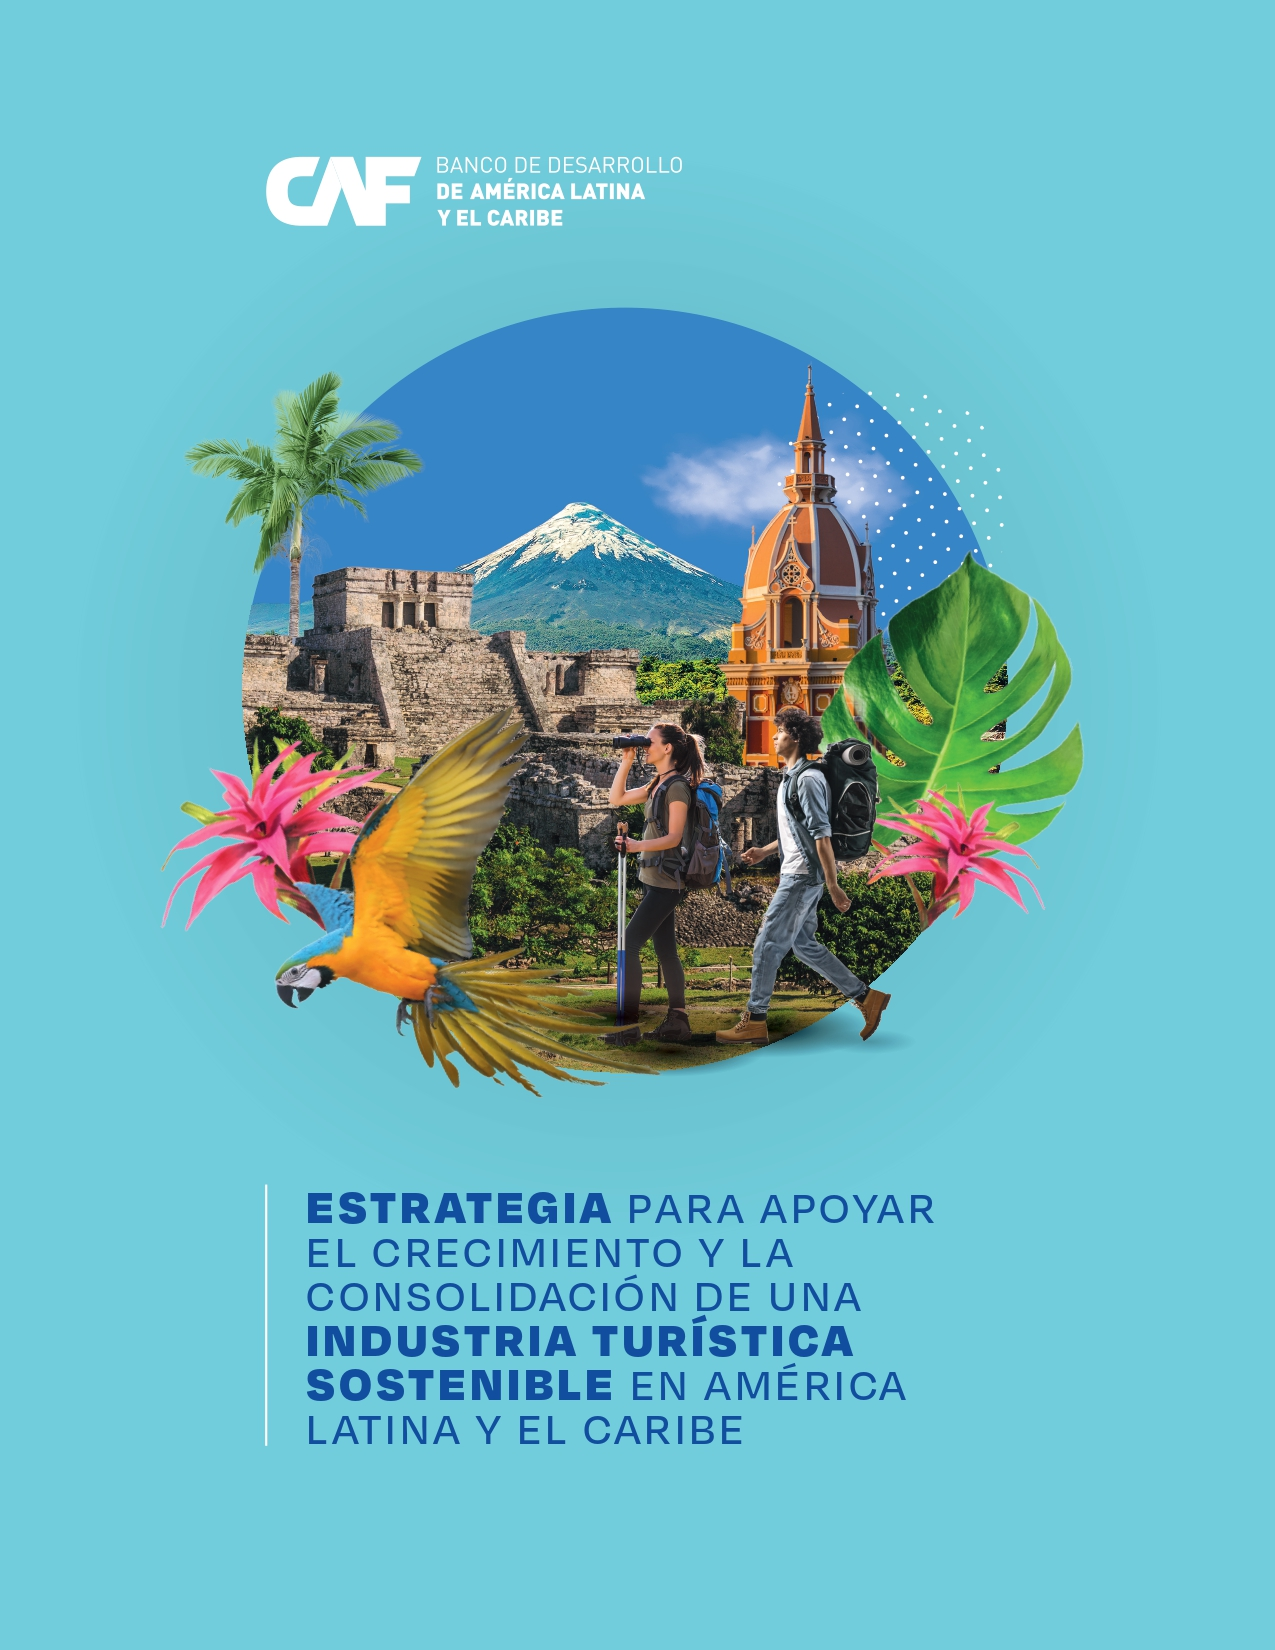 CAF
BANCO DE DESARROLLO
DE AMÉRICA LATINA
Y EL CARIBE
ESTRATEGIA PARA APOYAR
EL CRECIMIENTO Y LA
CONSOLIDACIÓN DE UNA
INDUSTRIA TURÍSTICA
SOSTENIBLE EN AMÉRICA
LATINA Y EL CARIBE